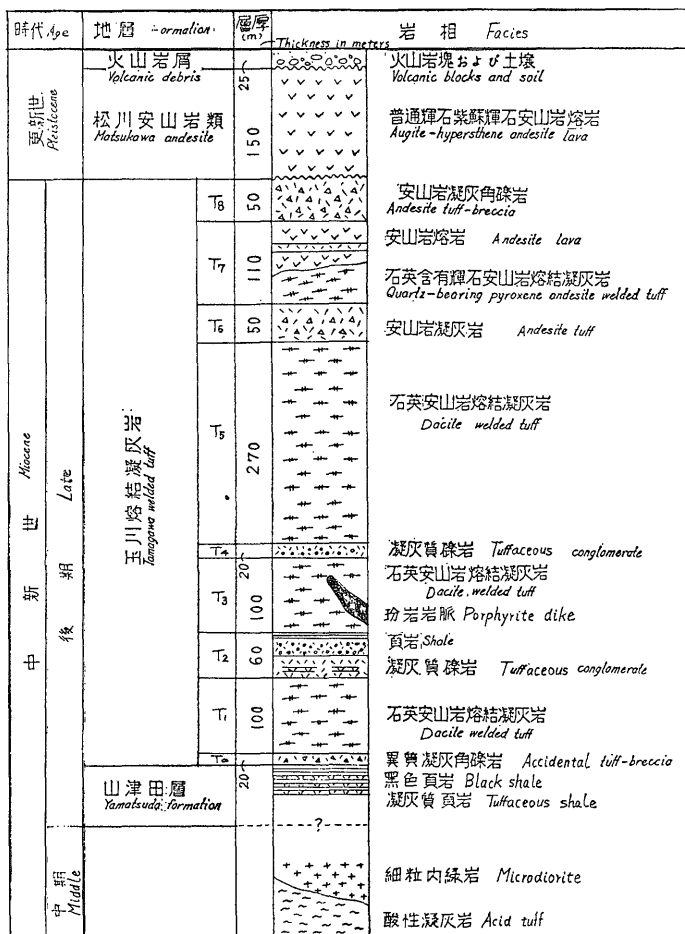 時代 Age 地層 Formation 層厚 (m) 岩相 Facies
Thickness in meters
火山岩屑
Volcanic debris
25
火山岩塊および土壌
Volcanic blocks and soil
更新世
Pleistocene
松川安山岩類
Matsukawa andesite
150
普通輝石紫蘇輝石安山岩熔岩
Augite-hypersthene andesite lava
中新世 Miocene
後期 Late
玉川熔結凝灰岩
Tamagawa welded tuff
T8 50
安山岩凝灰角礫岩
Andesite tuff-breccia
T7 110
安山岩熔岩 Andesite lava
石英含有輝石安山岩熔結凝灰岩
Quartz-bearing pyroxene andesite welded tuff
T6 50
安山岩凝灰岩 Andesite tuff
T5 270
石英安山岩熔結凝灰岩
Dacite welded tuff
T4 20
凝灰質礫岩 Tuffaceous conglomerate
T3 100
石英安山岩熔結凝灰岩
Dacite welded tuff
玢岩岩脈 Porphyrite dike
T2 60
頁岩 Shale
凝灰質礫岩 Tuffaceous conglomerate
T1 100
石英安山岩熔結凝灰岩
Dacite welded tuff
T0 20
異質凝灰角礫岩 Accidental tuff-breccia
山津田層
Yamatsuda formation
黒色頁岩 Black shale
凝灰質頁岩 Tuffaceous shale
?
中期 Middle
細粒内緑岩 Microdiorite
酸性凝灰岩 Acid tuff